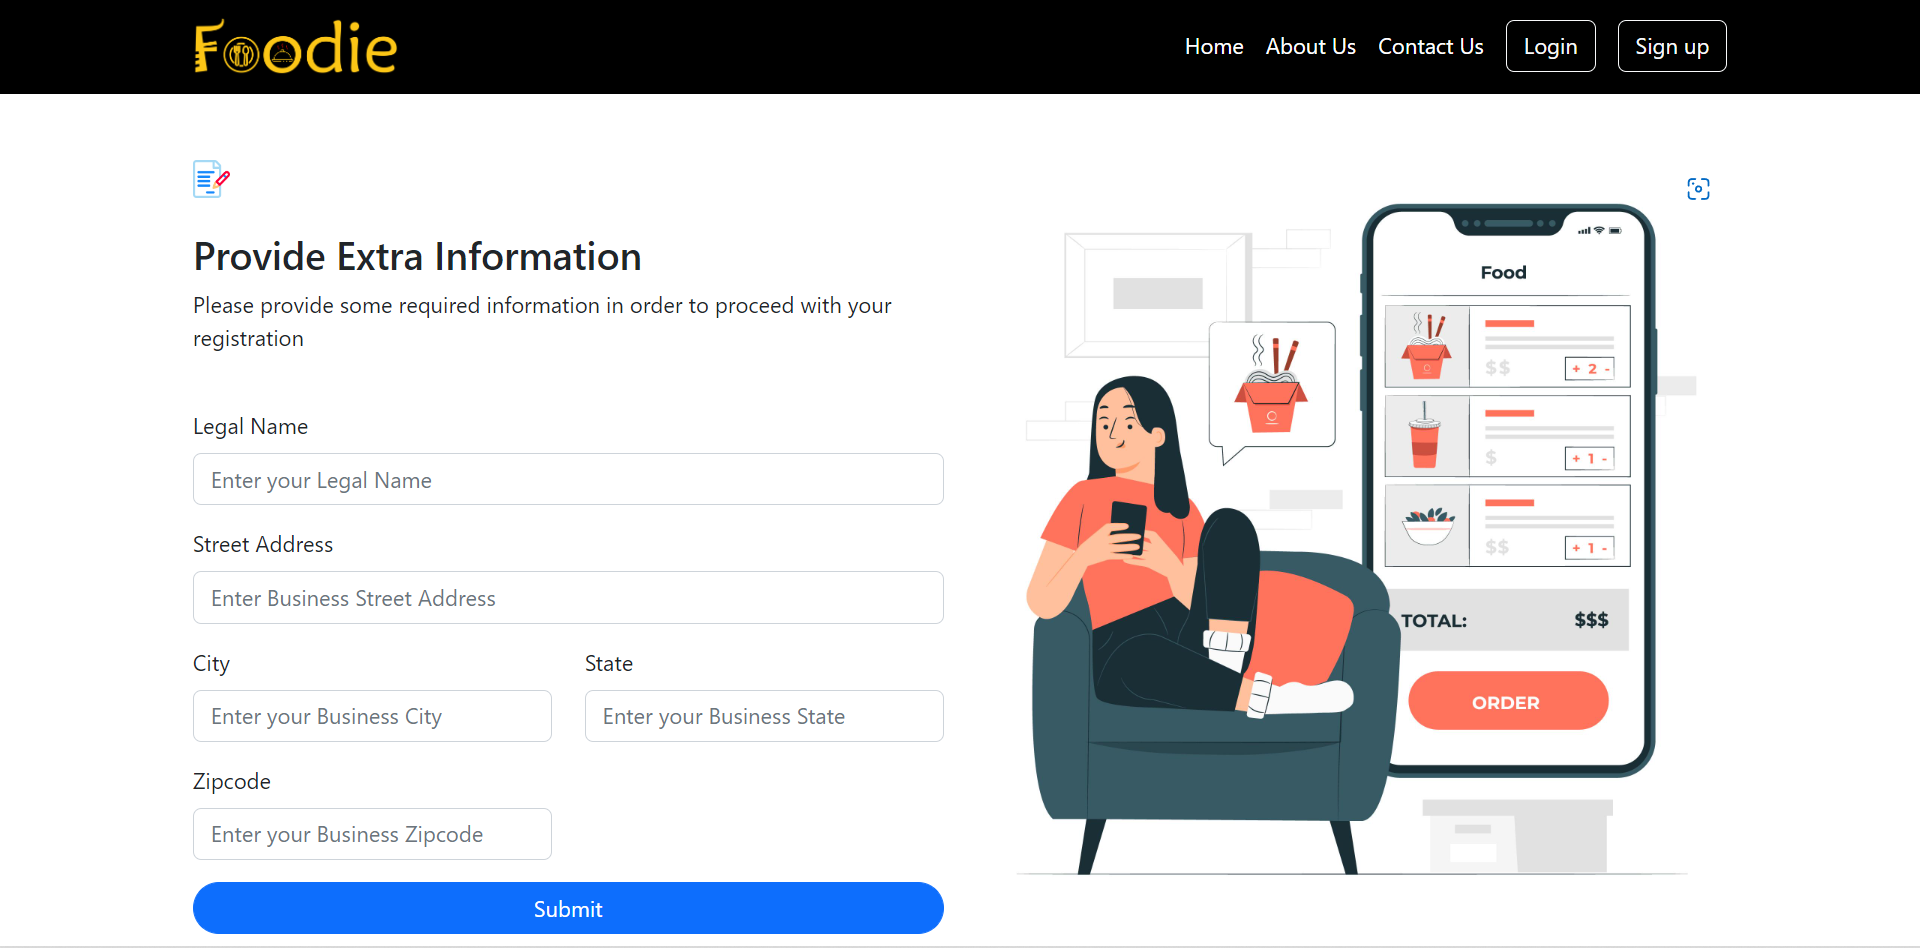 Foodie
Home About Us Contact Us Login Sign up
Provide Extra Information
Please provide some required information in order to proceed with your
registration
Legal Name
Enter your Legal Name
Street Address
Enter Business Street Address
City State
Enter your Business City Enter your Business State
Zipcode
Enter your Business Zipcode
Submit
Food
$$ + 2 -
$ + 1 -
$$ + 1 -
TOTAL: $$$
ORDER